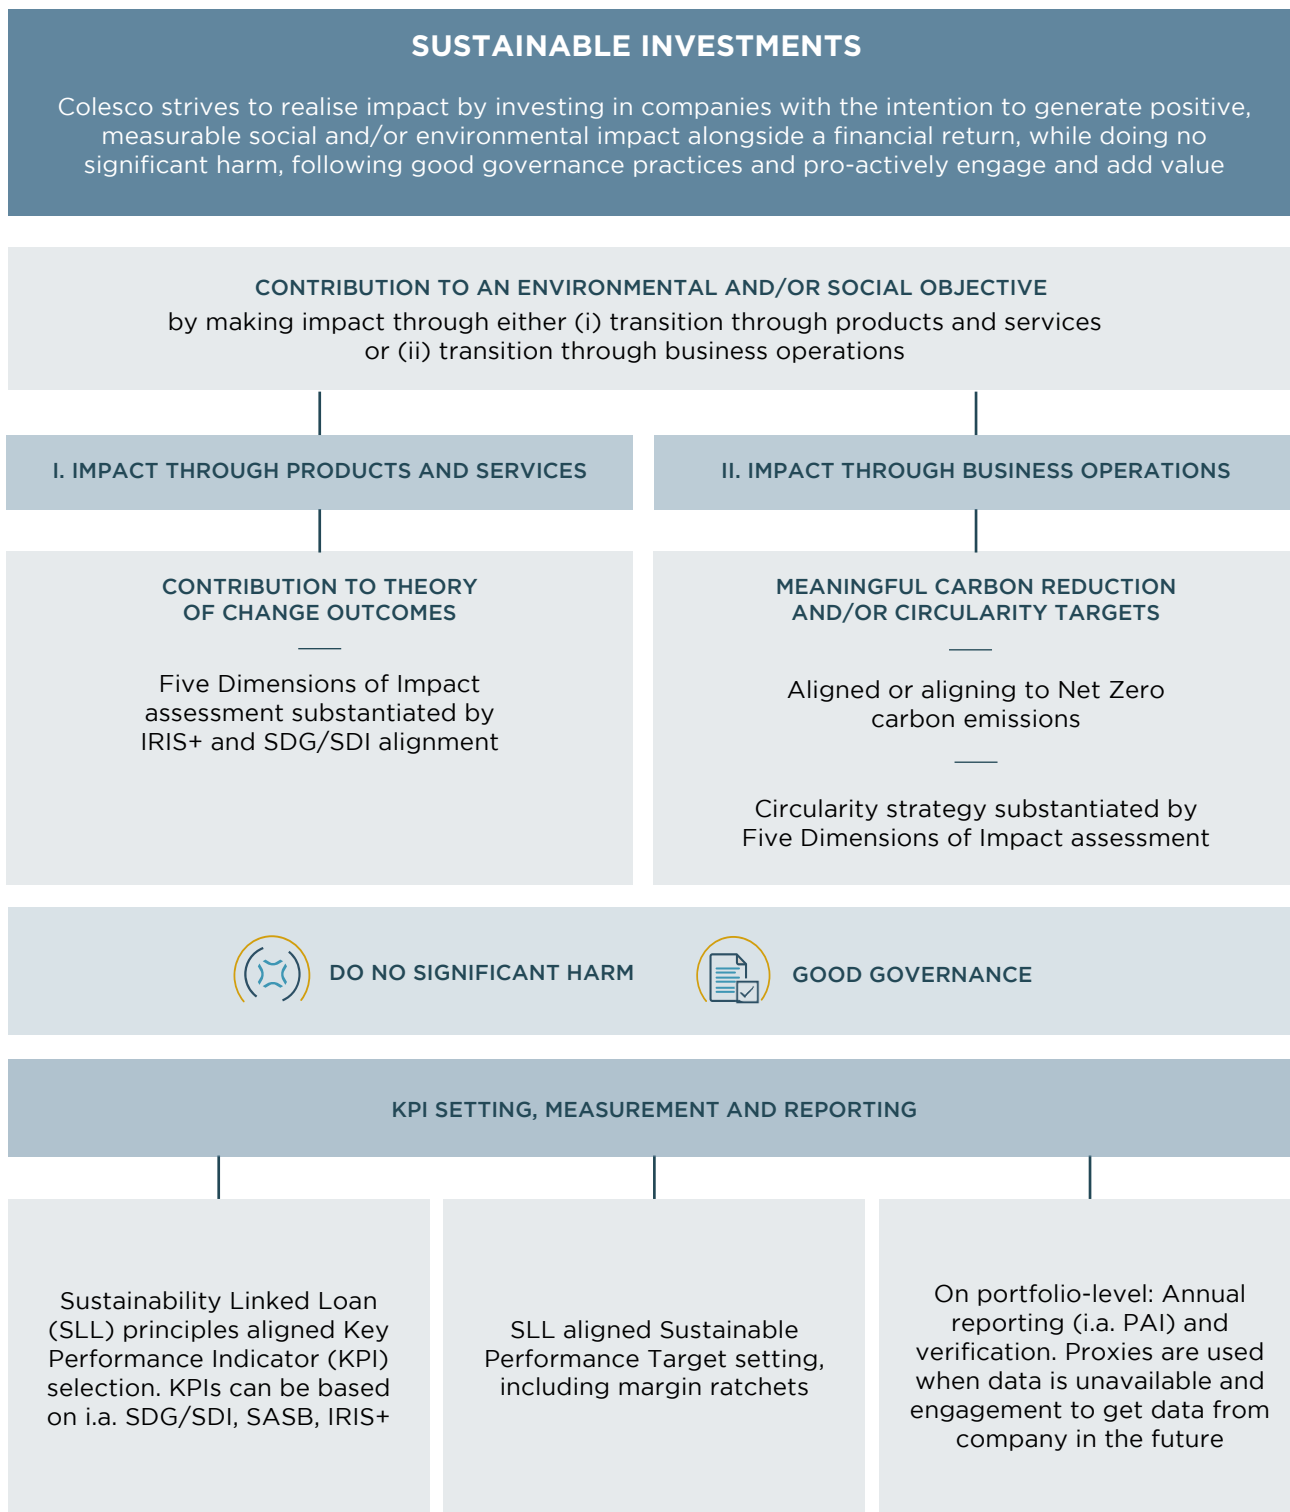 SUSTAINABLE INVESTMENTS
Colesco strives to realise impact by investing in companies with the intention to generate positive,
measurable social and/or environmental impact alongside a financial return, while doing no
significant harm, following good governance practices and pro-actively engage and add value
CONTRIBUTION TO AN ENVIRONMENTAL AND/OR SOCIAL OBJECTIVE
by making impact through either (i) transition through products and services
or (ii) transition through business operations
I. IMPACT THROUGH PRODUCTS AND SERVICES
CONTRIBUTION TO THEORY
OF CHANGE OUTCOMES
Five Dimensions of Impact
assessment substantiated by
IRIS+ and SDG/SDI alignment
II. IMPACT THROUGH BUSINESS OPERATIONS
MEANINGFUL CARBON REDUCTION
AND/OR CIRCULARITY TARGETS
Aligned or aligning to Net Zero
carbon emissions
Circularity strategy substantiated by
Five Dimensions of Impact assessment
DO NO SIGNIFICANT HARM
GOOD GOVERNANCE
KPI SETTING, MEASUREMENT AND REPORTING
Sustainability Linked Loan
(SLL) principles aligned Key
Performance Indicator (KPI)
selection. KPIs can be based
on i.a. SDG/SDI, SASB, IRIS+
SLL aligned Sustainable
Performance Target setting,
including margin ratchets
On portfolio-level: Annual
reporting (i.a. PAI) and
verification. Proxies are used
when data is unavailable and
engagement to get data from
company in the future